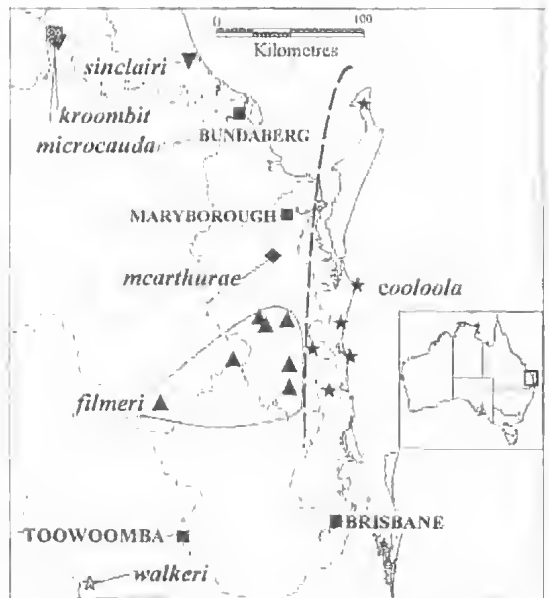 0 100
Kilometres
sinclairi
kroombit
microcauda
BUNDABERG
MARYBOROUGH
mcarthurae
cooloola
filmeri
TOOWOOMBA
BRISBANE
walkeri